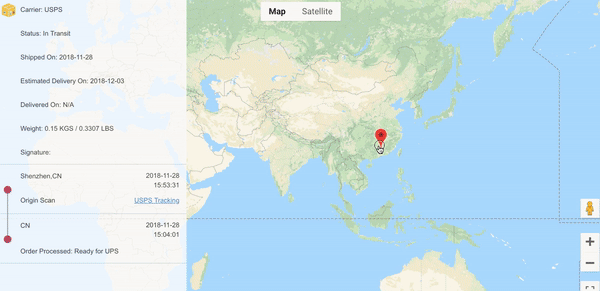 Carrier: USPS
Map
Satellite
Status: In Transit
Shipped On: 2018-11-28
Estimated Delivery On: 2018-12-03
Delivered On: N/A
Weight: 0.15 KGS / 0.3307 LBS
Signature:
Shenzhen,CN 2018-11-28
15:53:31
Origin Scan USPS Tracking
CN 2018-11-28
15:04:01
Order Processed: Ready for UPS